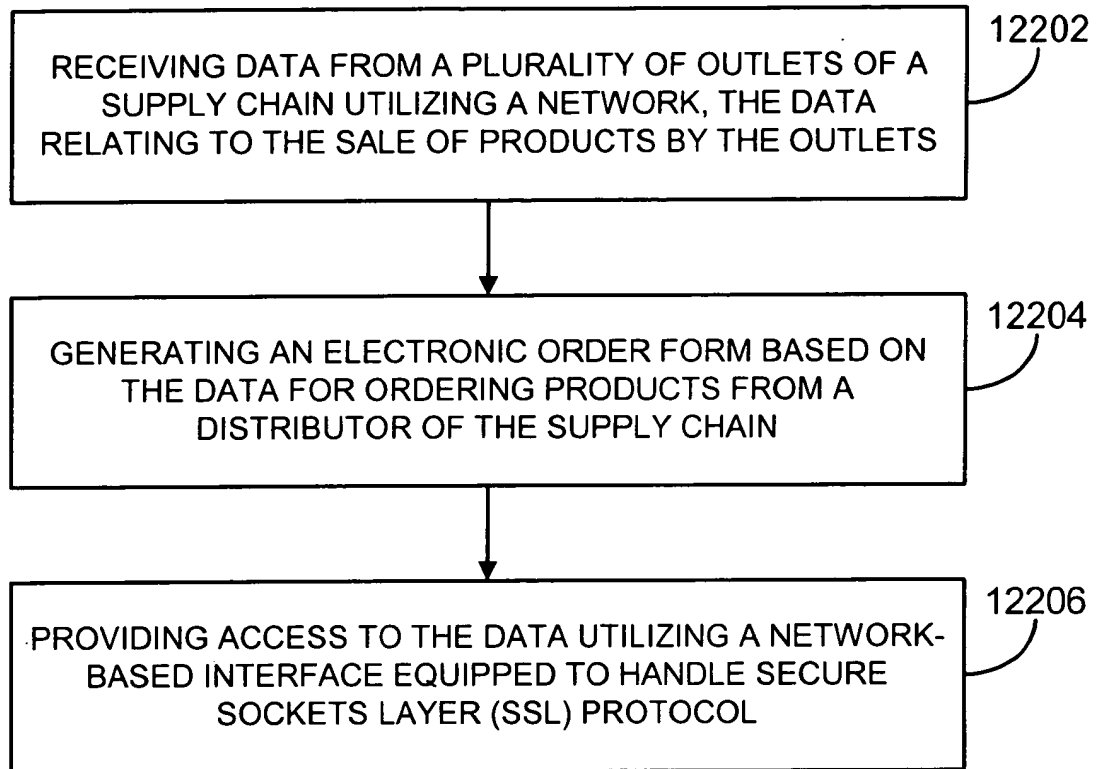 12202
RECEIVING DATA FROM A PLURALITY OF OUTLETS OF A
SUPPLY CHAIN UTILIZING A NETWORK, THE DATA
RELATING TO THE SALE OF PRODUCTS BY THE OUTLETS
12204
GENERATING AN ELECTRONIC ORDER FORM BASED ON
THE DATA FOR ORDERING PRODUCTS FROM A
DISTRIBUTOR OF THE SUPPLY CHAIN
12206
PROVIDING ACCESS TO THE DATA UTILIZING A NETWORK-
BASED INTERFACE EQUIPPED TO HANDLE SECURE
SOCKETS LAYER (SSL) PROTOCOL